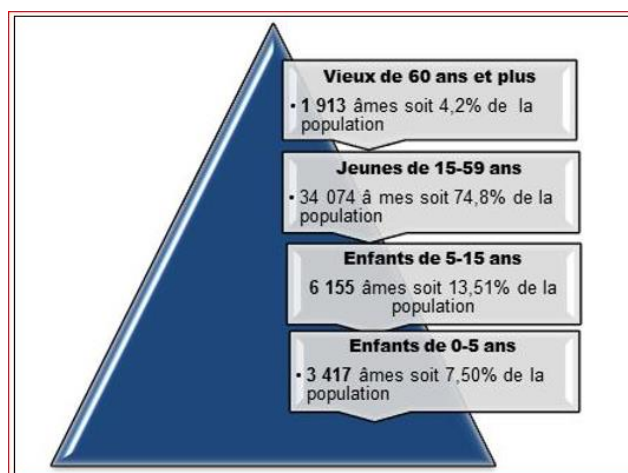 Vieux de 60 ans et plus
• 1 913 âmes soit 4,2% de la
population
Jeunes de 15-59 ans
• 34 074 â mes soit 74,8% de la
population
Enfants de 5-15 ans
6 155 âmes soit 13,51% de la
population
Enfants de 0-5 ans
• 3 417 âmes soit 7,50% de la
population